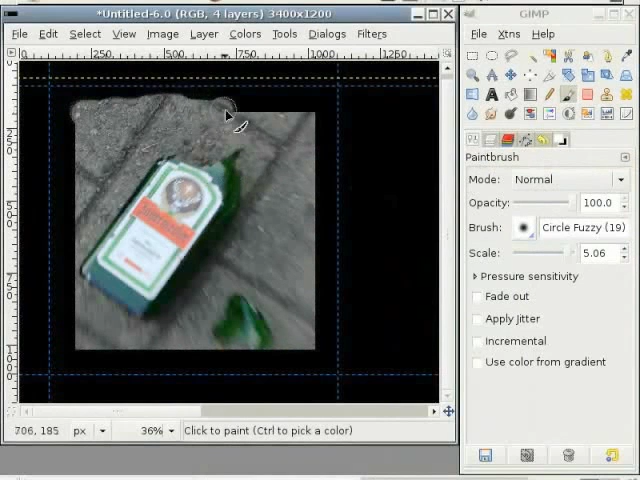 *Untitled-6.0 (RGB, 4 layers) 3400x1200
File Edit Select View Image Layer Colors Tools Dialogs Filters
0 250 500 750 1000 1250
706, 185 px 36% Click to paint (Ctrl to pick a color)
GIMP
File Xtns Help
Paintbrush
Mode: Normal
Opacity: 100.0
Brush: Circle Fuzzy (19)
Scale: 5.06
Pressure sensitivity
Fade out
Apply Jitter
Incremental
Use color from gradient